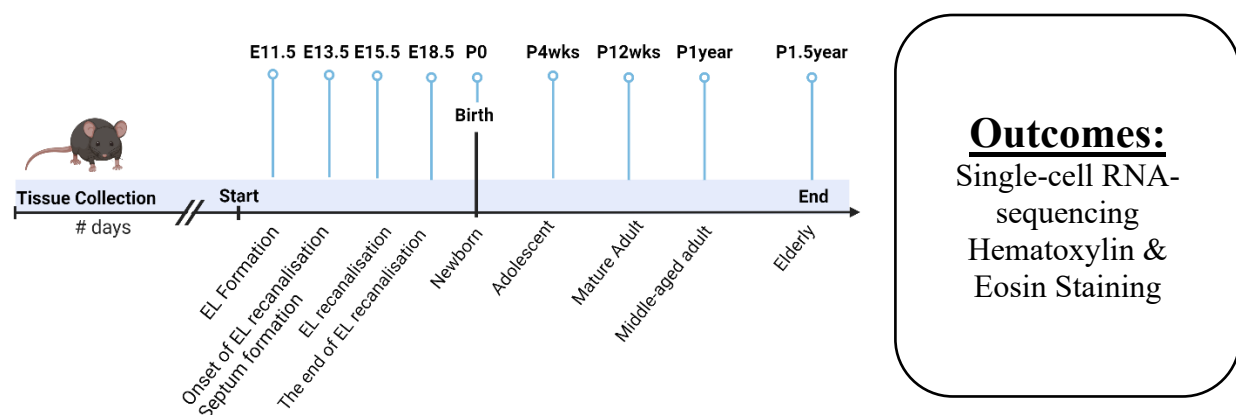 E11.5 E13.5 E15.5 E18.5 P0 P4wks P12wks P1year P1.5year
Birth
Tissue Collection Start End
# days
EL Formation
Onset of EL recanalisation
Septum formation
EL recanalisation
The end of EL recanalisation
Newborn
Adolescent
Mature Adult
Middle-aged adult
Elderly
Outcomes:
Single-cell RNA-
sequencing
Hematoxylin &
Eosin Staining